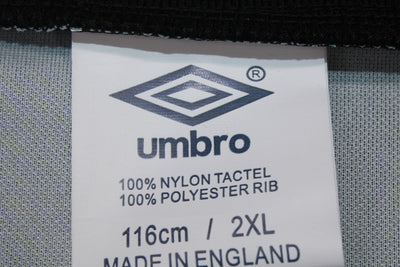 ®
umbro
100% NYLON TACTEL
100% POLYESTER RIB
116cm / 2XL
MADE IN ENGLAND